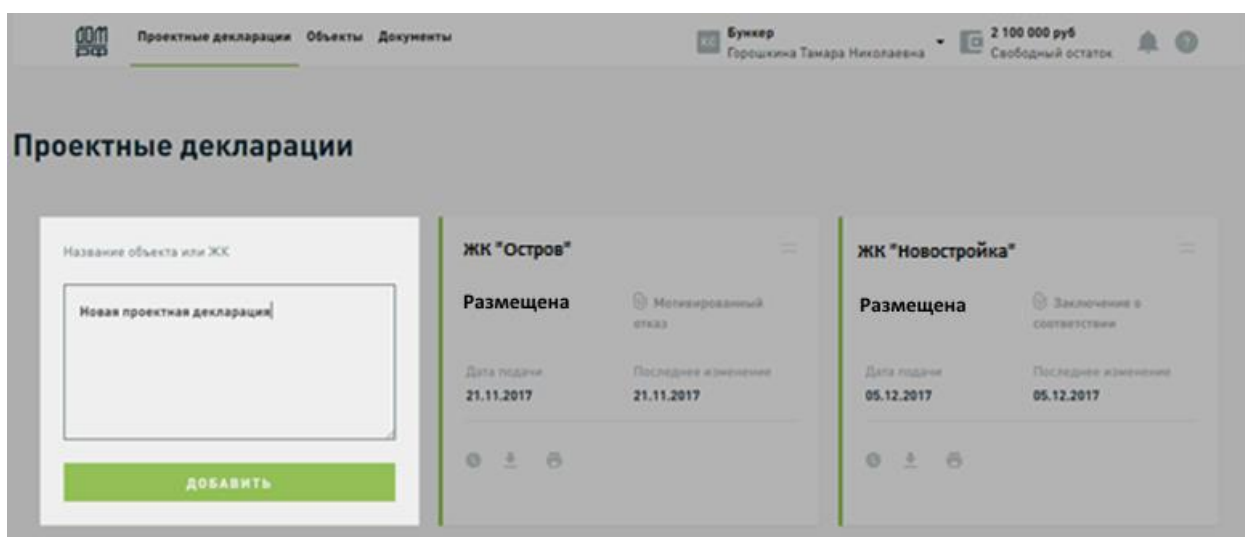 ДОМ
РФ
Проектные декларации Объекты Документы
КС
Бункер
Горошкина Тамара Николаевна
2 100 000 руб
Свободный остаток
?
Проектные декларации
Название объекта или ЖК
Новая проектная декларация
ДОБАВИТЬ
ЖК "Остров"
Размещена
Мотивированный
отказ
Дата подачи
Последнее изменение
21.11.2017
21.11.2017
ЖК "Новостройка"
Размещена
Заключение о
соответствии
Дата подачи
Последнее изменение
05.12.2017
05.12.2017